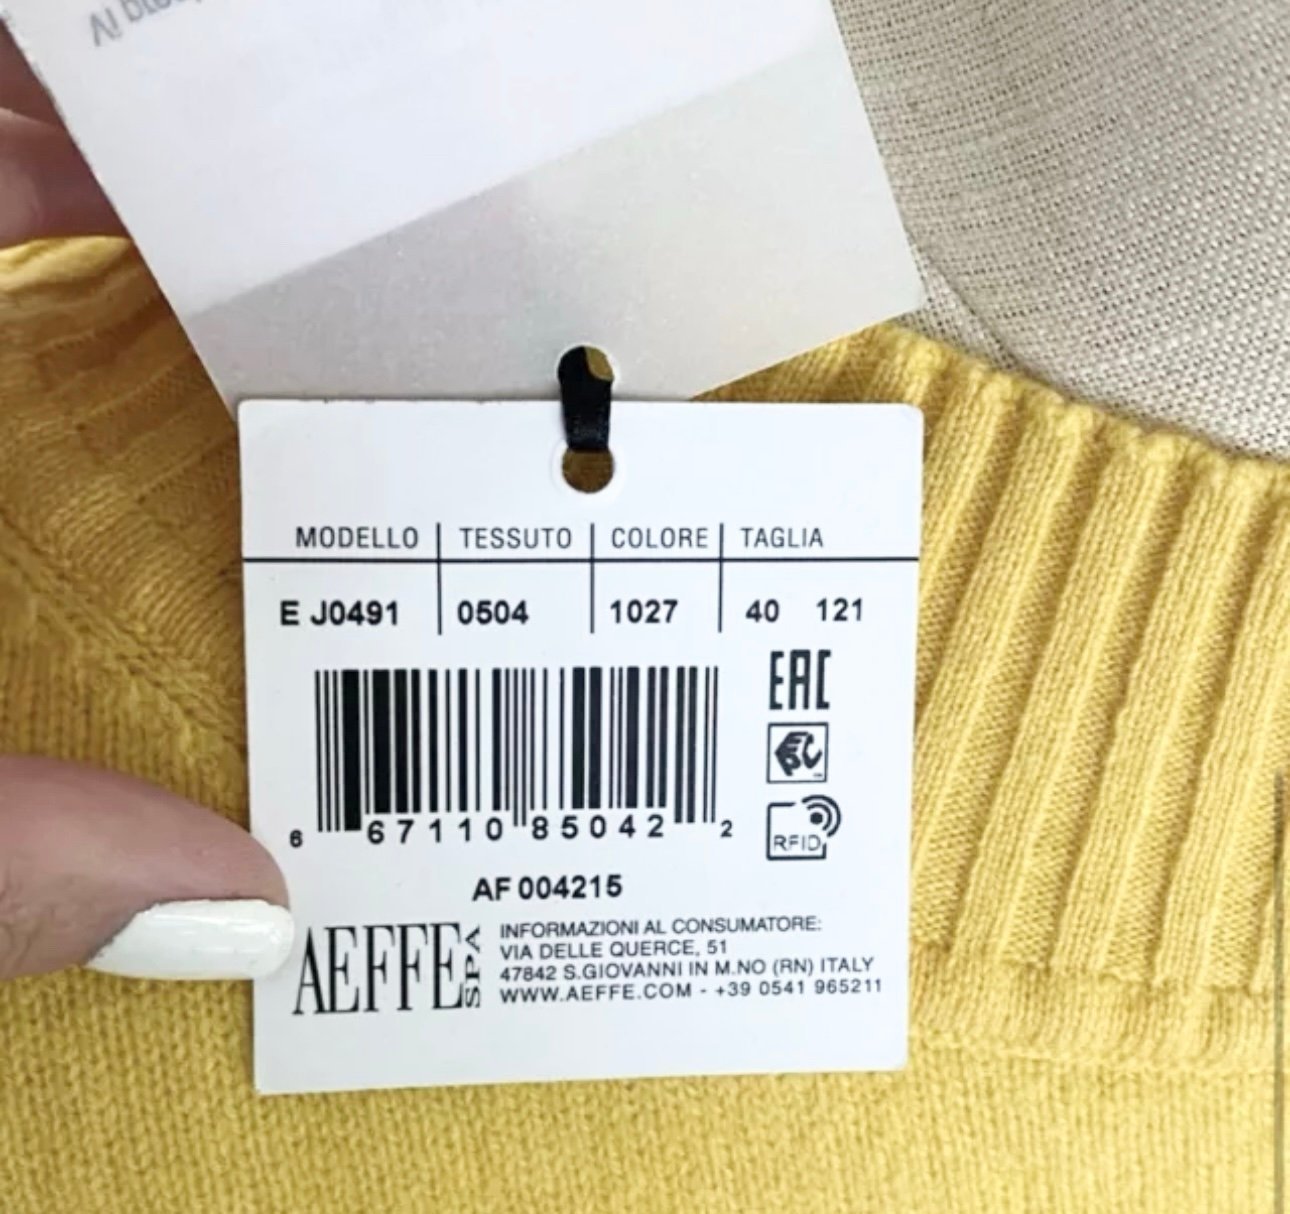 MODELLO TESSUTO COLORE TAGLIA
E J0491 0504 1027 40 121
EAC
6 67110 85042 2
RFID
AF 004215
AEFFE SPA
INFORMAZIONI AL CONSUMATORE:
VIA DELLE QUERCE, 51
47842 S.GIOVANNI IN M.NO (RN) ITALY
WWW.AEFFE.COM - +39 0541 965211